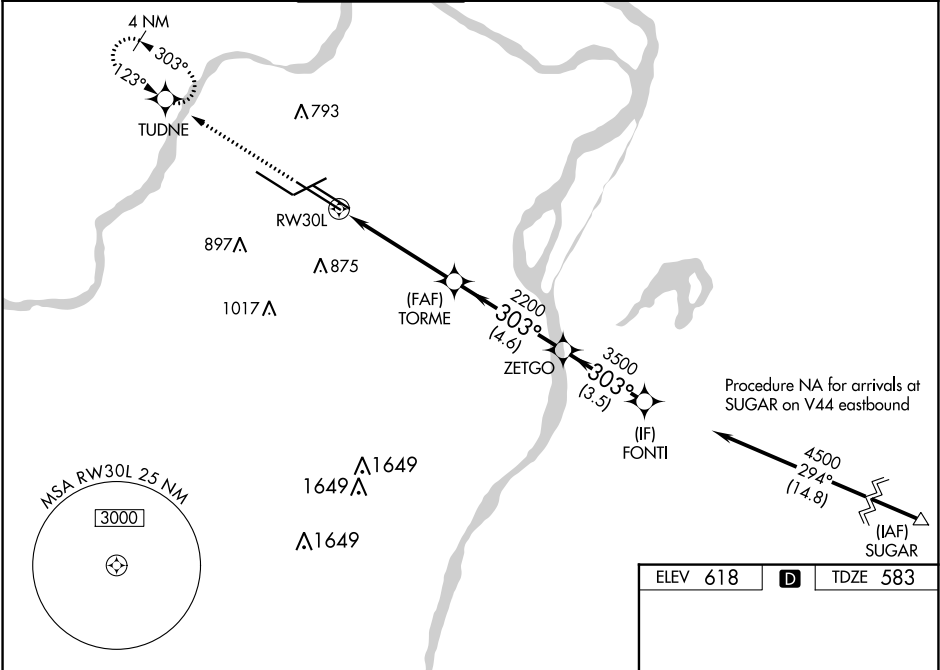 4 NM
303°
123°
TUDNE
793
RW30L
897
875
1017
(FAF)
TORME
2200
303°
(4.6)
ZETGO
3500
303°
(3.5)
(IF)
FONTI
Procedure NA for arrivals at
SUGAR on V44 eastbound
4500
294°
(14.8)
(IAF)
SUGAR
1649
1649
1649
MSA RW30L 25 NM
3000
ELEV 618 D TDZE 583